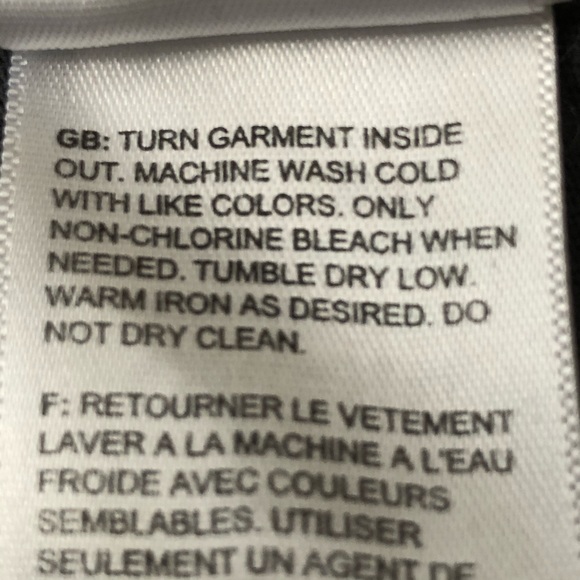 GB: TURN GARMENT INSIDE
OUT. MACHINE WASH COLD
WITH LIKE COLORS. ONLY
NON-CHLORINE BLEACH WHEN
NEEDED. TUMBLE DRY LOW.
WARM IRON AS DESIRED. DO
NOT DRY CLEAN.
F: RETOURNER LE VETEMENT
LAVER A LA MACHINE A L'EAU
FROIDE AVEC COULEURS
SEMBLABLES. UTILISER
SEULEMENT UN AGENT DE